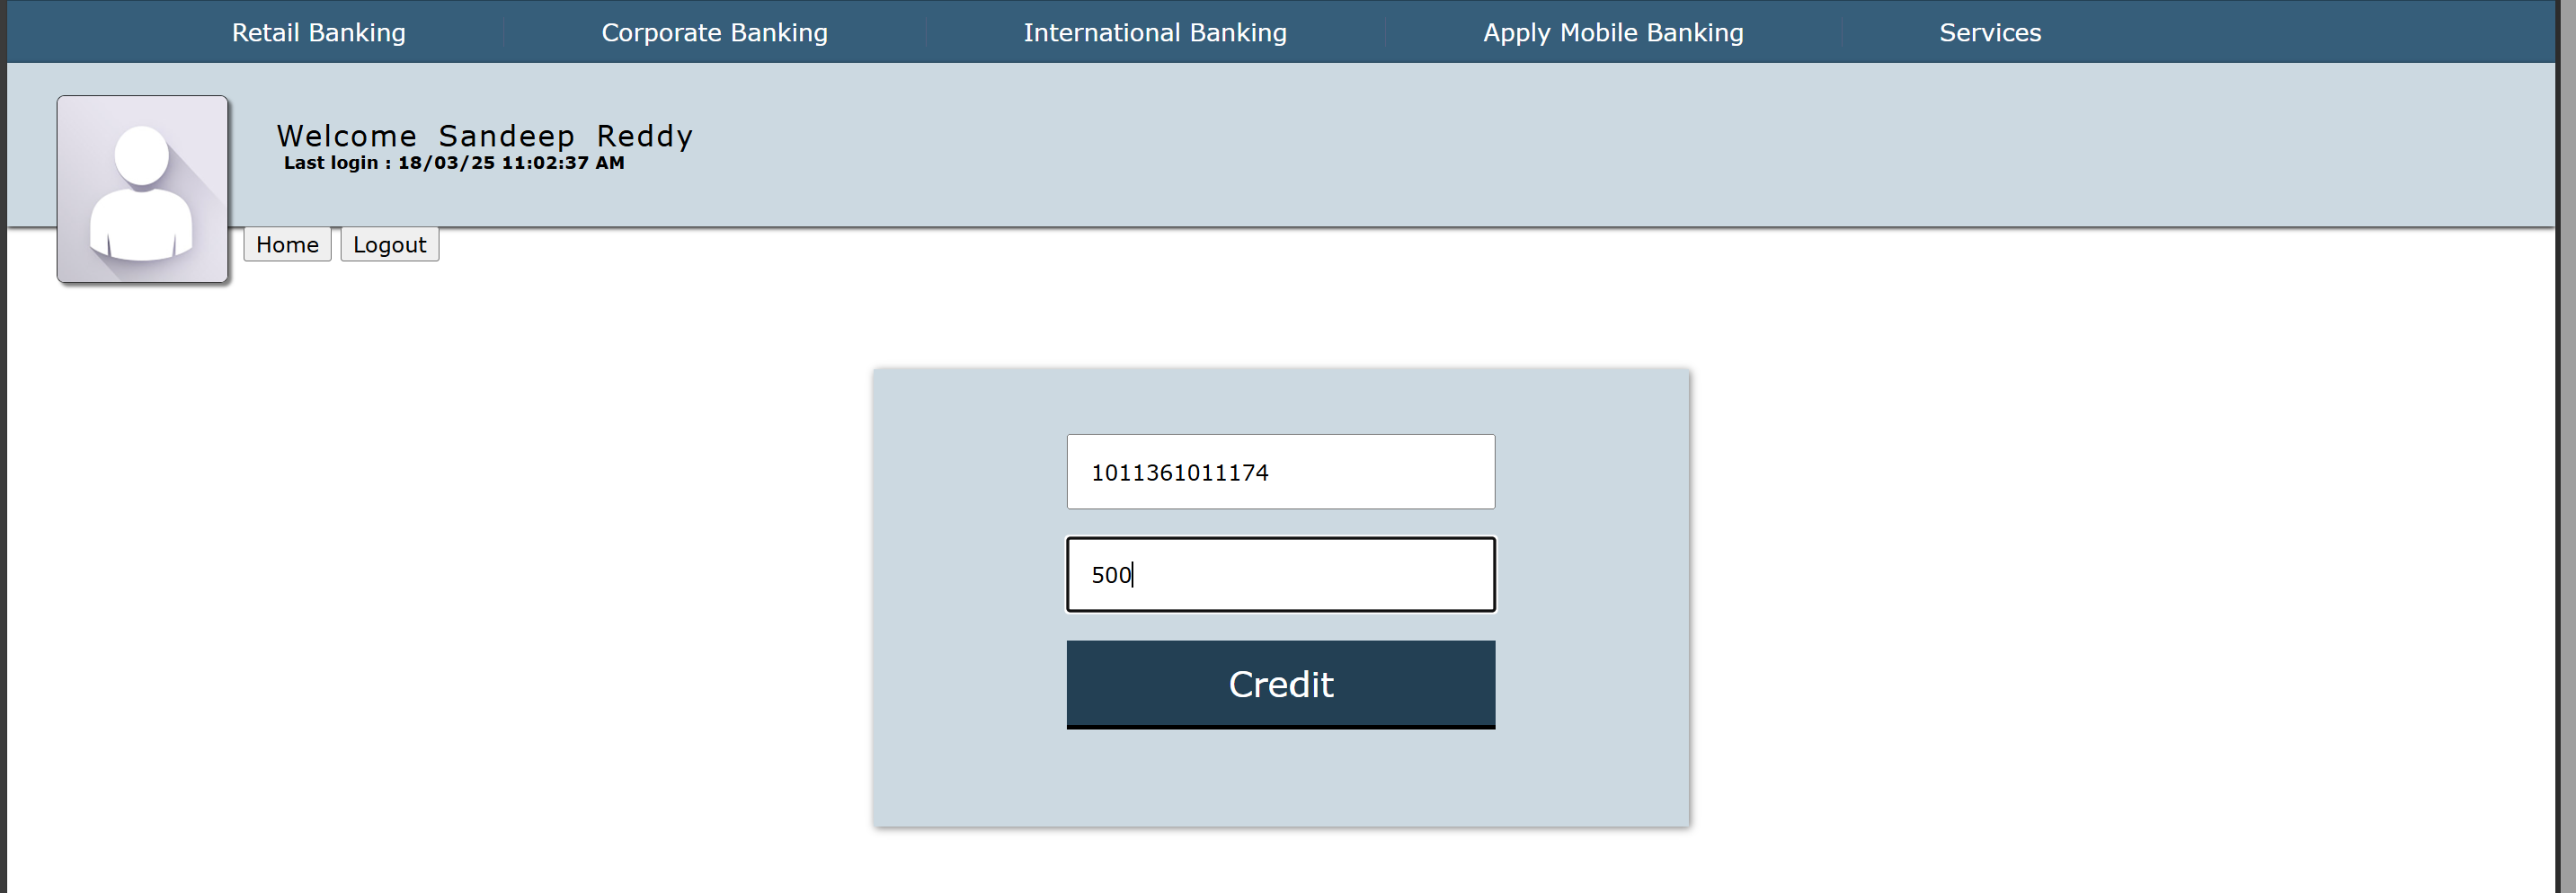 Retail Banking Corporate Banking International Banking Apply Mobile Banking Services
Welcome Sandeep Reddy
Last login : 18/03/25 11:02:37 AM
Home Logout
1011361011174
500
Credit